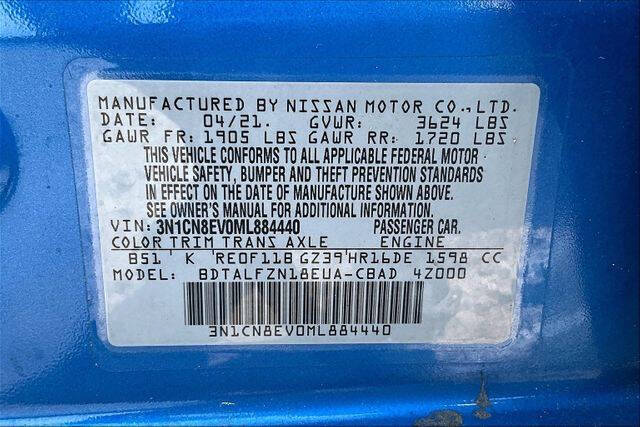 MANUFACTURED BY NISSAN MOTOR CO.,LTD.
DATE: 04/21. GVWR: 3624 LBS
GAWR FR: 1905 LBS GAWR RR: 1720 LBS
THIS VEHICLE CONFORMS TO ALL APPLICABLE FEDERAL MOTOR
VEHICLE SAFETY, BUMPER AND THEFT PREVENTION STANDARDS
IN EFFECT ON THE DATE OF MANUFACTURE SHOWN ABOVE.
SEE OWNER'S MANUAL FOR ADDITIONAL INFORMATION.
VIN: 3N1CN8EV0ML884440 PASSENGER CAR.
COLOR TRIM TRANS AXLE ENGINE
B51 K RE0F11B GZ39 HR16DE 1598 CC
MODEL: BDTALFZN18EUA-CBAD 4Z000
3N1CN8EV0ML884440